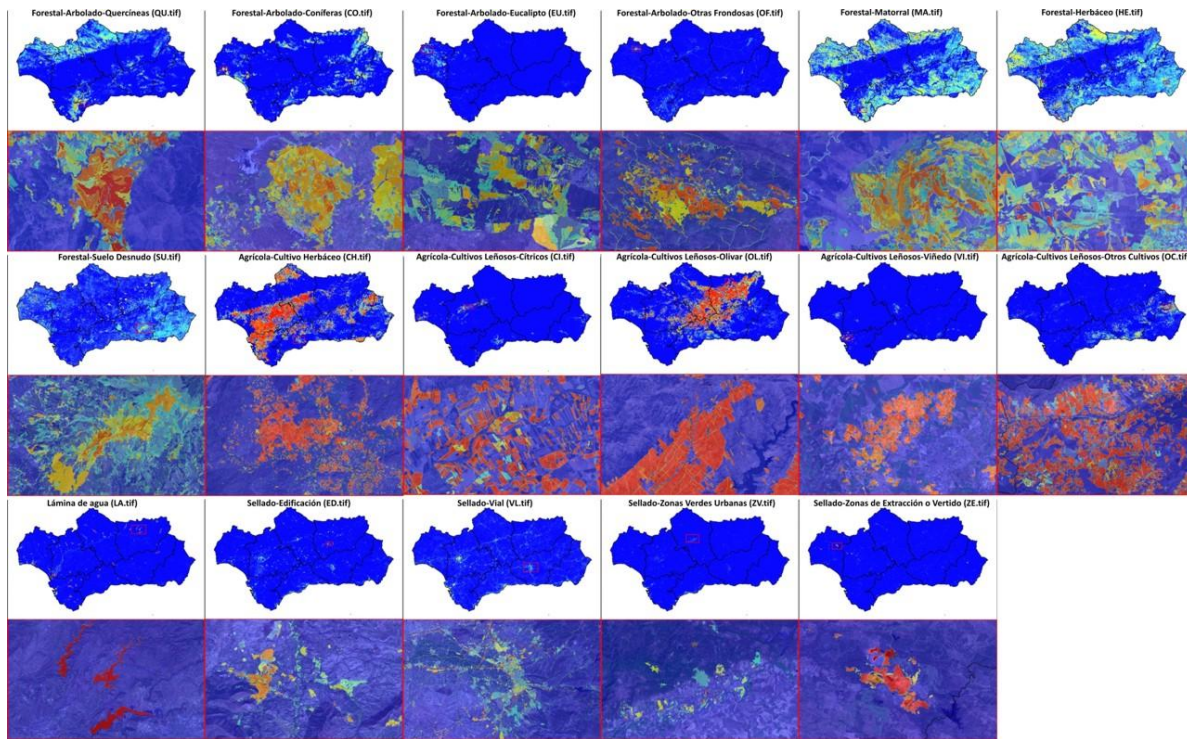 Forestal-Arbolado-Quercíneas (QU.tif)
Forestal-Arbolado-Coníferas (CO.tif)
Forestal-Arbolado-Eucalipto (EU.tif)
Forestal-Arbolado-Otras Frondosas (OF.tif)
Forestal-Matorral (MA.tif)
Forestal-Herbáceo (HE.tif)
Forestal-Suelo Desnudo (SU.tif)
Agrícola-Cultivo Herbáceo (CH.tif)
Agrícola-Cultivos Leñosos-Cítricos (CI.tif)
Agrícola-Cultivos Leñosos-Olivar (OL.tif)
Agrícola-Cultivos Leñosos-Viñedo (VI.tif)
Agrícola-Cultivos Leñosos-Otros Cultivos (OC.tif)
Lámina de agua (LA.tif)
Sellado-Edificación (ED.tif)
Sellado-Vial (VL.tif)
Sellado-Zonas Verdes Urbanas (ZV.tif)
Sellado-Zonas de Extracción o Vertido (ZE.tif)